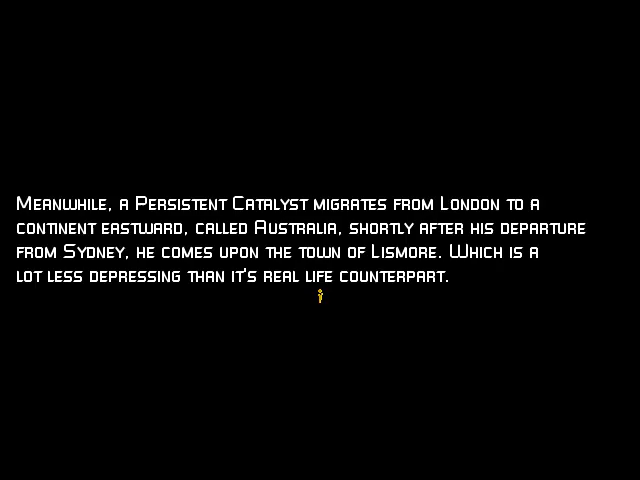 Meanwhile, a Persistent Catalyst migrates from London to a
continent eastward, called Australia, shortly after his departure
from Sydney, he comes upon the town of Lismore. Which is a
lot less depressing than it's real life counterpart.